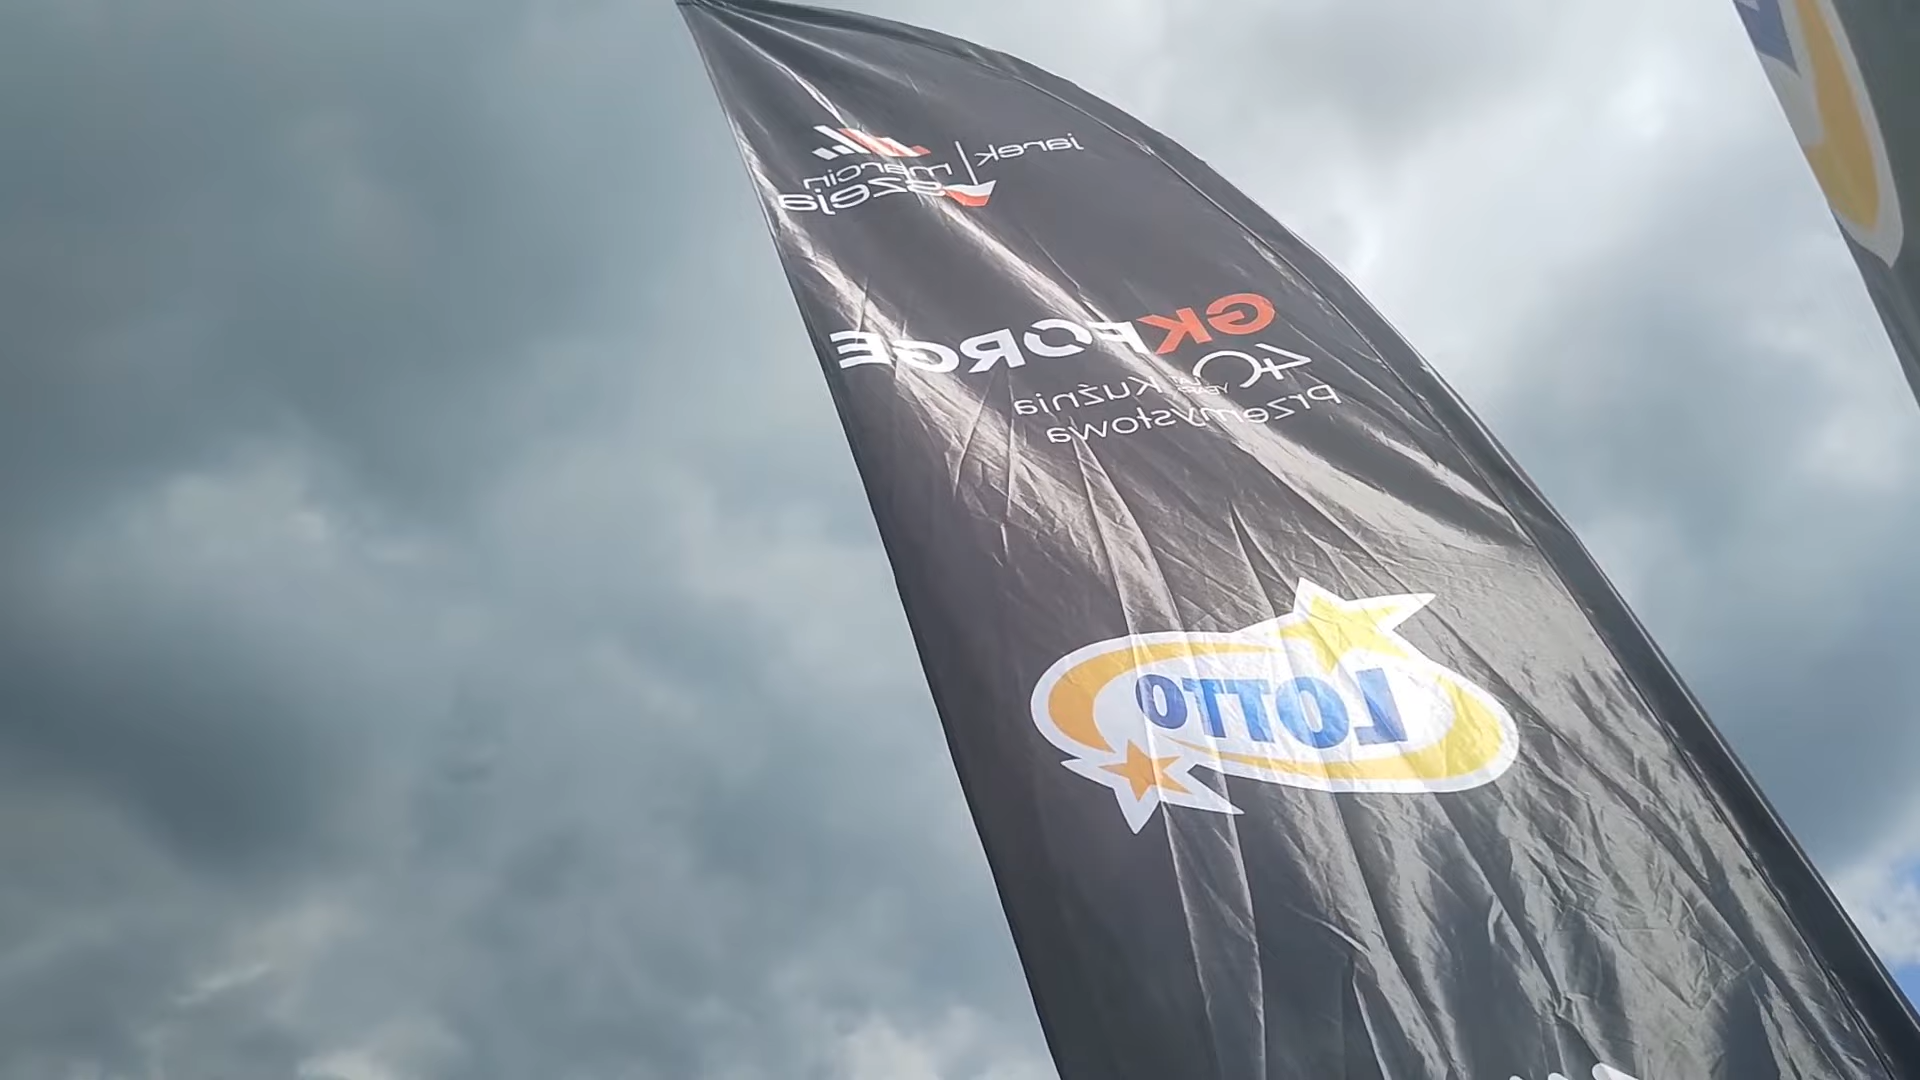 jarek
marcin
szeja
GKFORGE
40 LAT Kuźnia
YEARS
przemysłowa
LOTTO